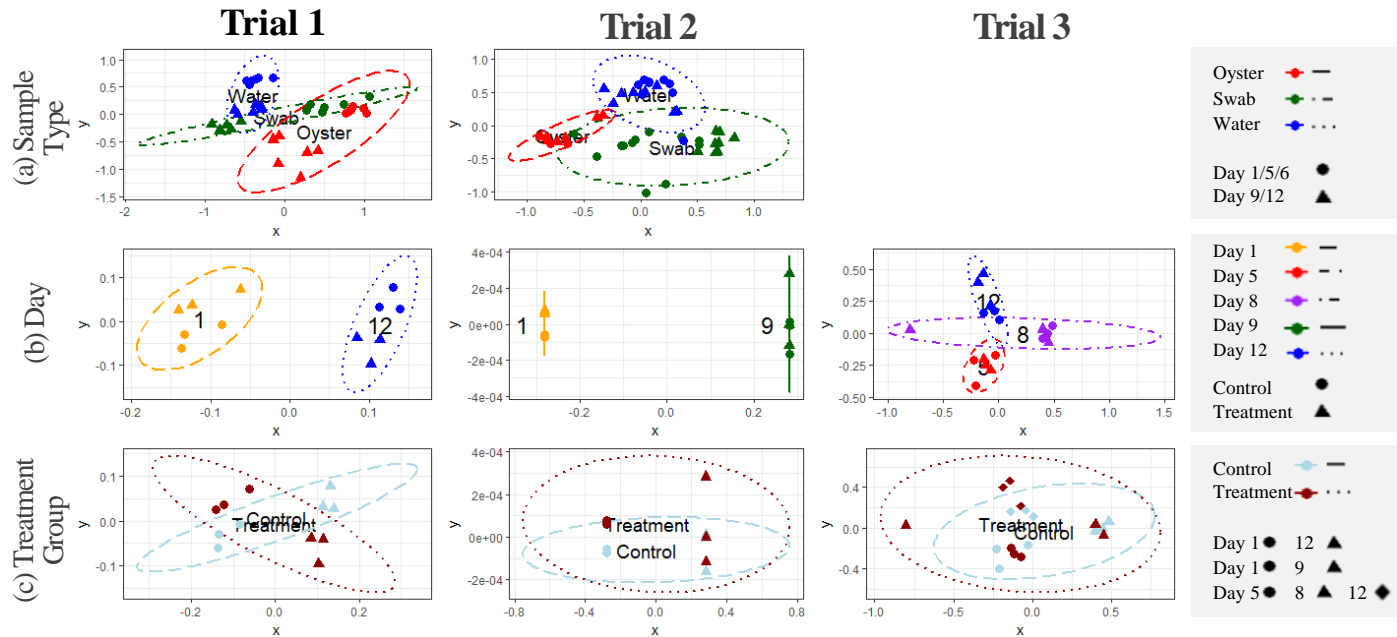 Trial 1 Trial 2 Trial 3
(a) Sample Type
y
1.0
0.5
0.0
-0.5
-1.0
-1.5
Water
Swab
Oyster
-2 -1 0 1
x
y
1.0
0.5
0.0
-0.5
-1.0
Water
Oyster
Swab
-1.0 -0.5 0.0 0.5 1.0
x
Oyster
Swab
Water
Day 1/5/6
Day 9/12
(b) Day
y
0.1
0.0
-0.1
1
12
-0.2 -0.1 0.0 0.1
x
y
4e-04
2e-04
0e+00
-2e-04
-4e-04
1
9
-0.2 0.0 0.2
x
y
0.50
0.25
0.00
-0.25
-0.50
12
8
5
-1.0 -0.5 0.0 0.5 1.0 1.5
x
Day 1
Day 5
Day 8
Day 9
Day 12
Control
Treatment
(c) Treatment Group
y
0.1
0.0
-0.1
Control
Treatment
-0.2 0.0 0.2
x
y
4e-04
2e-04
0e+00
-2e-04
Treatment
Control
-0.8 -0.4 0.0 0.4 0.8
x
y
0.4
0.0
-0.4
Treatment
Control
-1.0 -0.5 0.0 0.5
x
Control
Treatment
Day 1 12
Day 1 9
Day 5 8 12